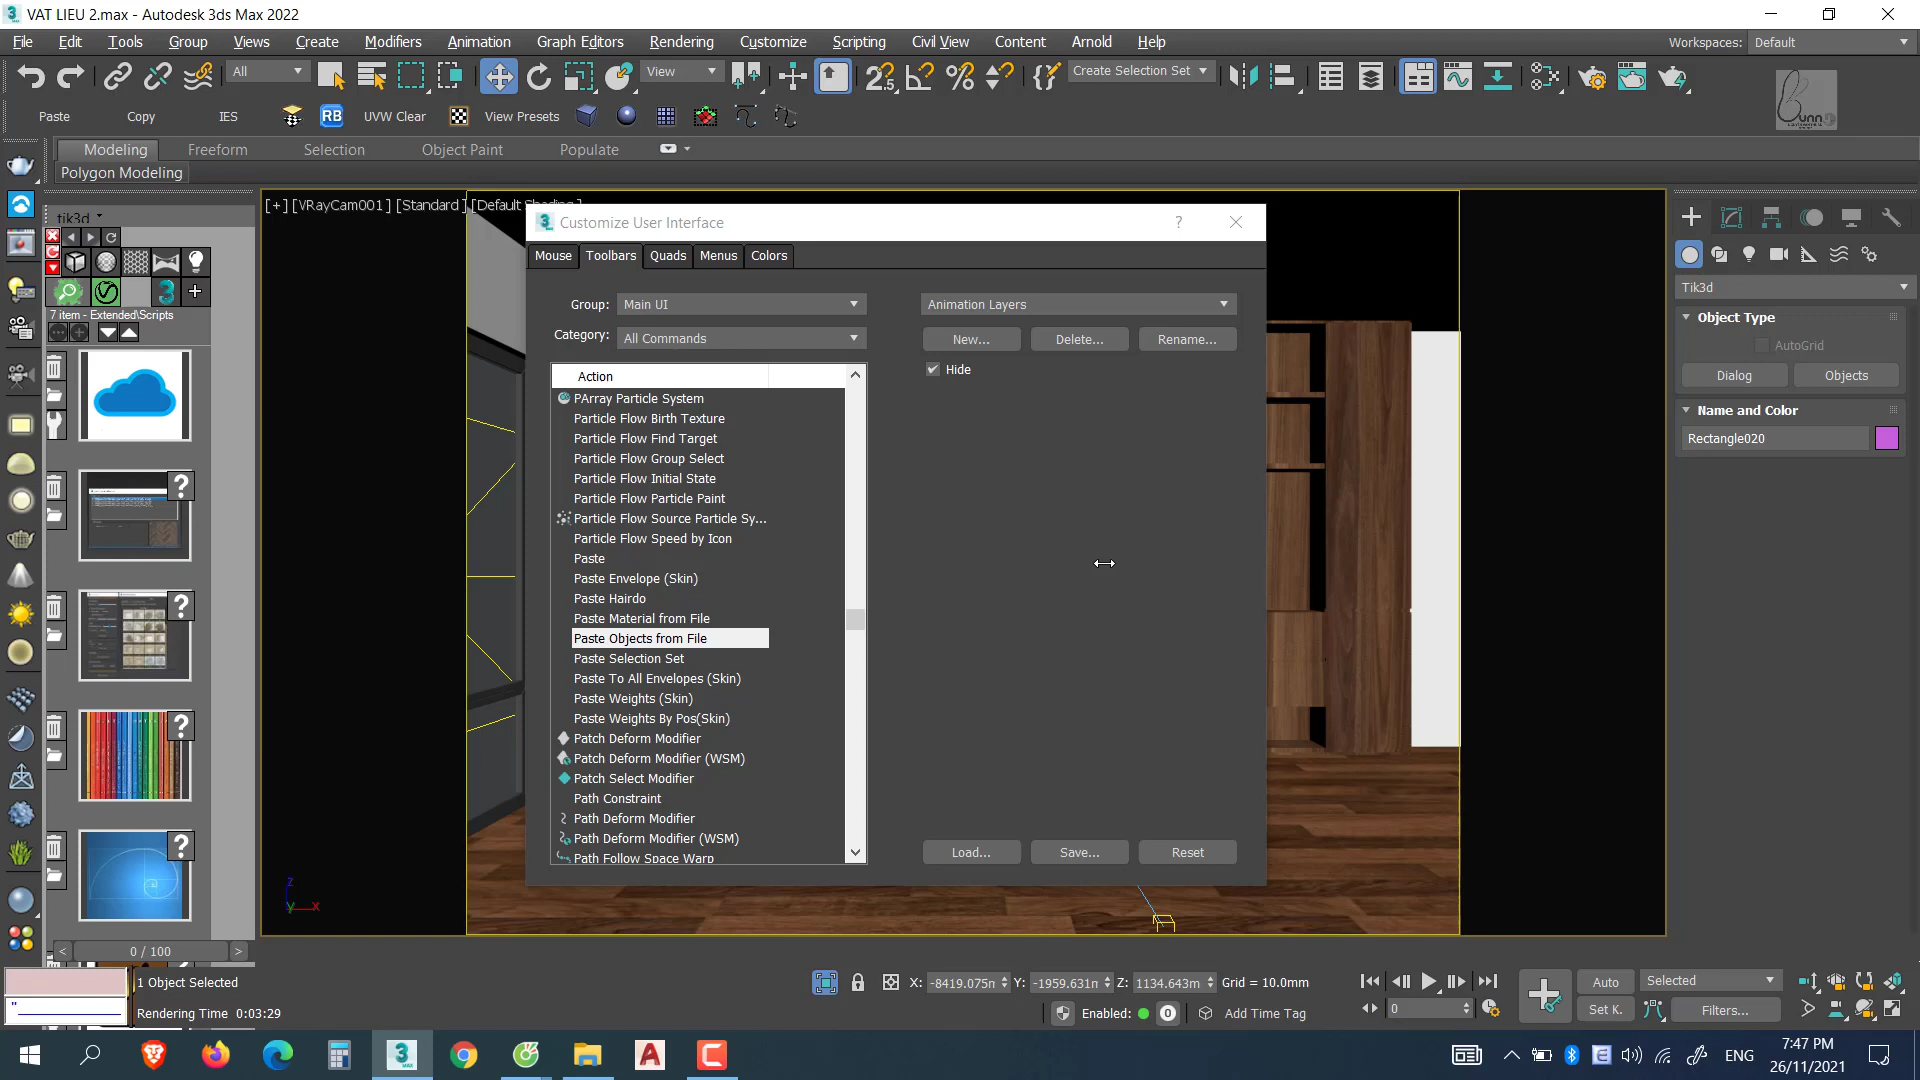 VAT LIEU 2.max - Autodesk 3ds Max 2022
File Edit Tools Group Views Create Modifiers Animation Graph Editors Rendering Customize Scripting Civil View Content Arnold Help
Workspaces: Default
All
View
Create Selection Set
Paste Copy IES RB UVW Clear View Presets
Modeling Freeform Selection Object Paint Populate
Polygon Modeling
tik3d
7 item - Extended\Scripts
0 / 100
[+] [VRayCam001] [Standard] [Default Shading]
Customize User Interface
Mouse Toolbars Quads Menus Colors
Group: Main UI
Category: All Commands
Action
PArray Particle System
Particle Flow Birth Texture
Particle Flow Find Target
Particle Flow Group Select
Particle Flow Initial State
Particle Flow Particle Paint
Particle Flow Source Particle Sy...
Particle Flow Speed by Icon
Paste
Paste Envelope (Skin)
Paste Hairdo
Paste Material from File
Paste Objects from File
Paste Selection Set
Paste To All Envelopes (Skin)
Paste Weights (Skin)
Paste Weights By Pos(Skin)
Patch Deform Modifier
Patch Deform Modifier (WSM)
Patch Select Modifier
Path Constraint
Path Deform Modifier
Path Deform Modifier (WSM)
Path Follow Space Warp
Animation Layers
New... Delete... Rename...
Hide
Load... Save... Reset
z
y x
Tik3d
Object Type
AutoGrid
Dialog Objects
Name and Color
Rectangle020
1 Object Selected
Rendering Time 0:03:29
X: -8419.075m Y: -1959.631m Z: 1134.643m Grid = 10.0mm
Enabled: 0 Add Time Tag
0
Auto Selected
Set K. Filters...
ENG
7:47 PM
26/11/2021